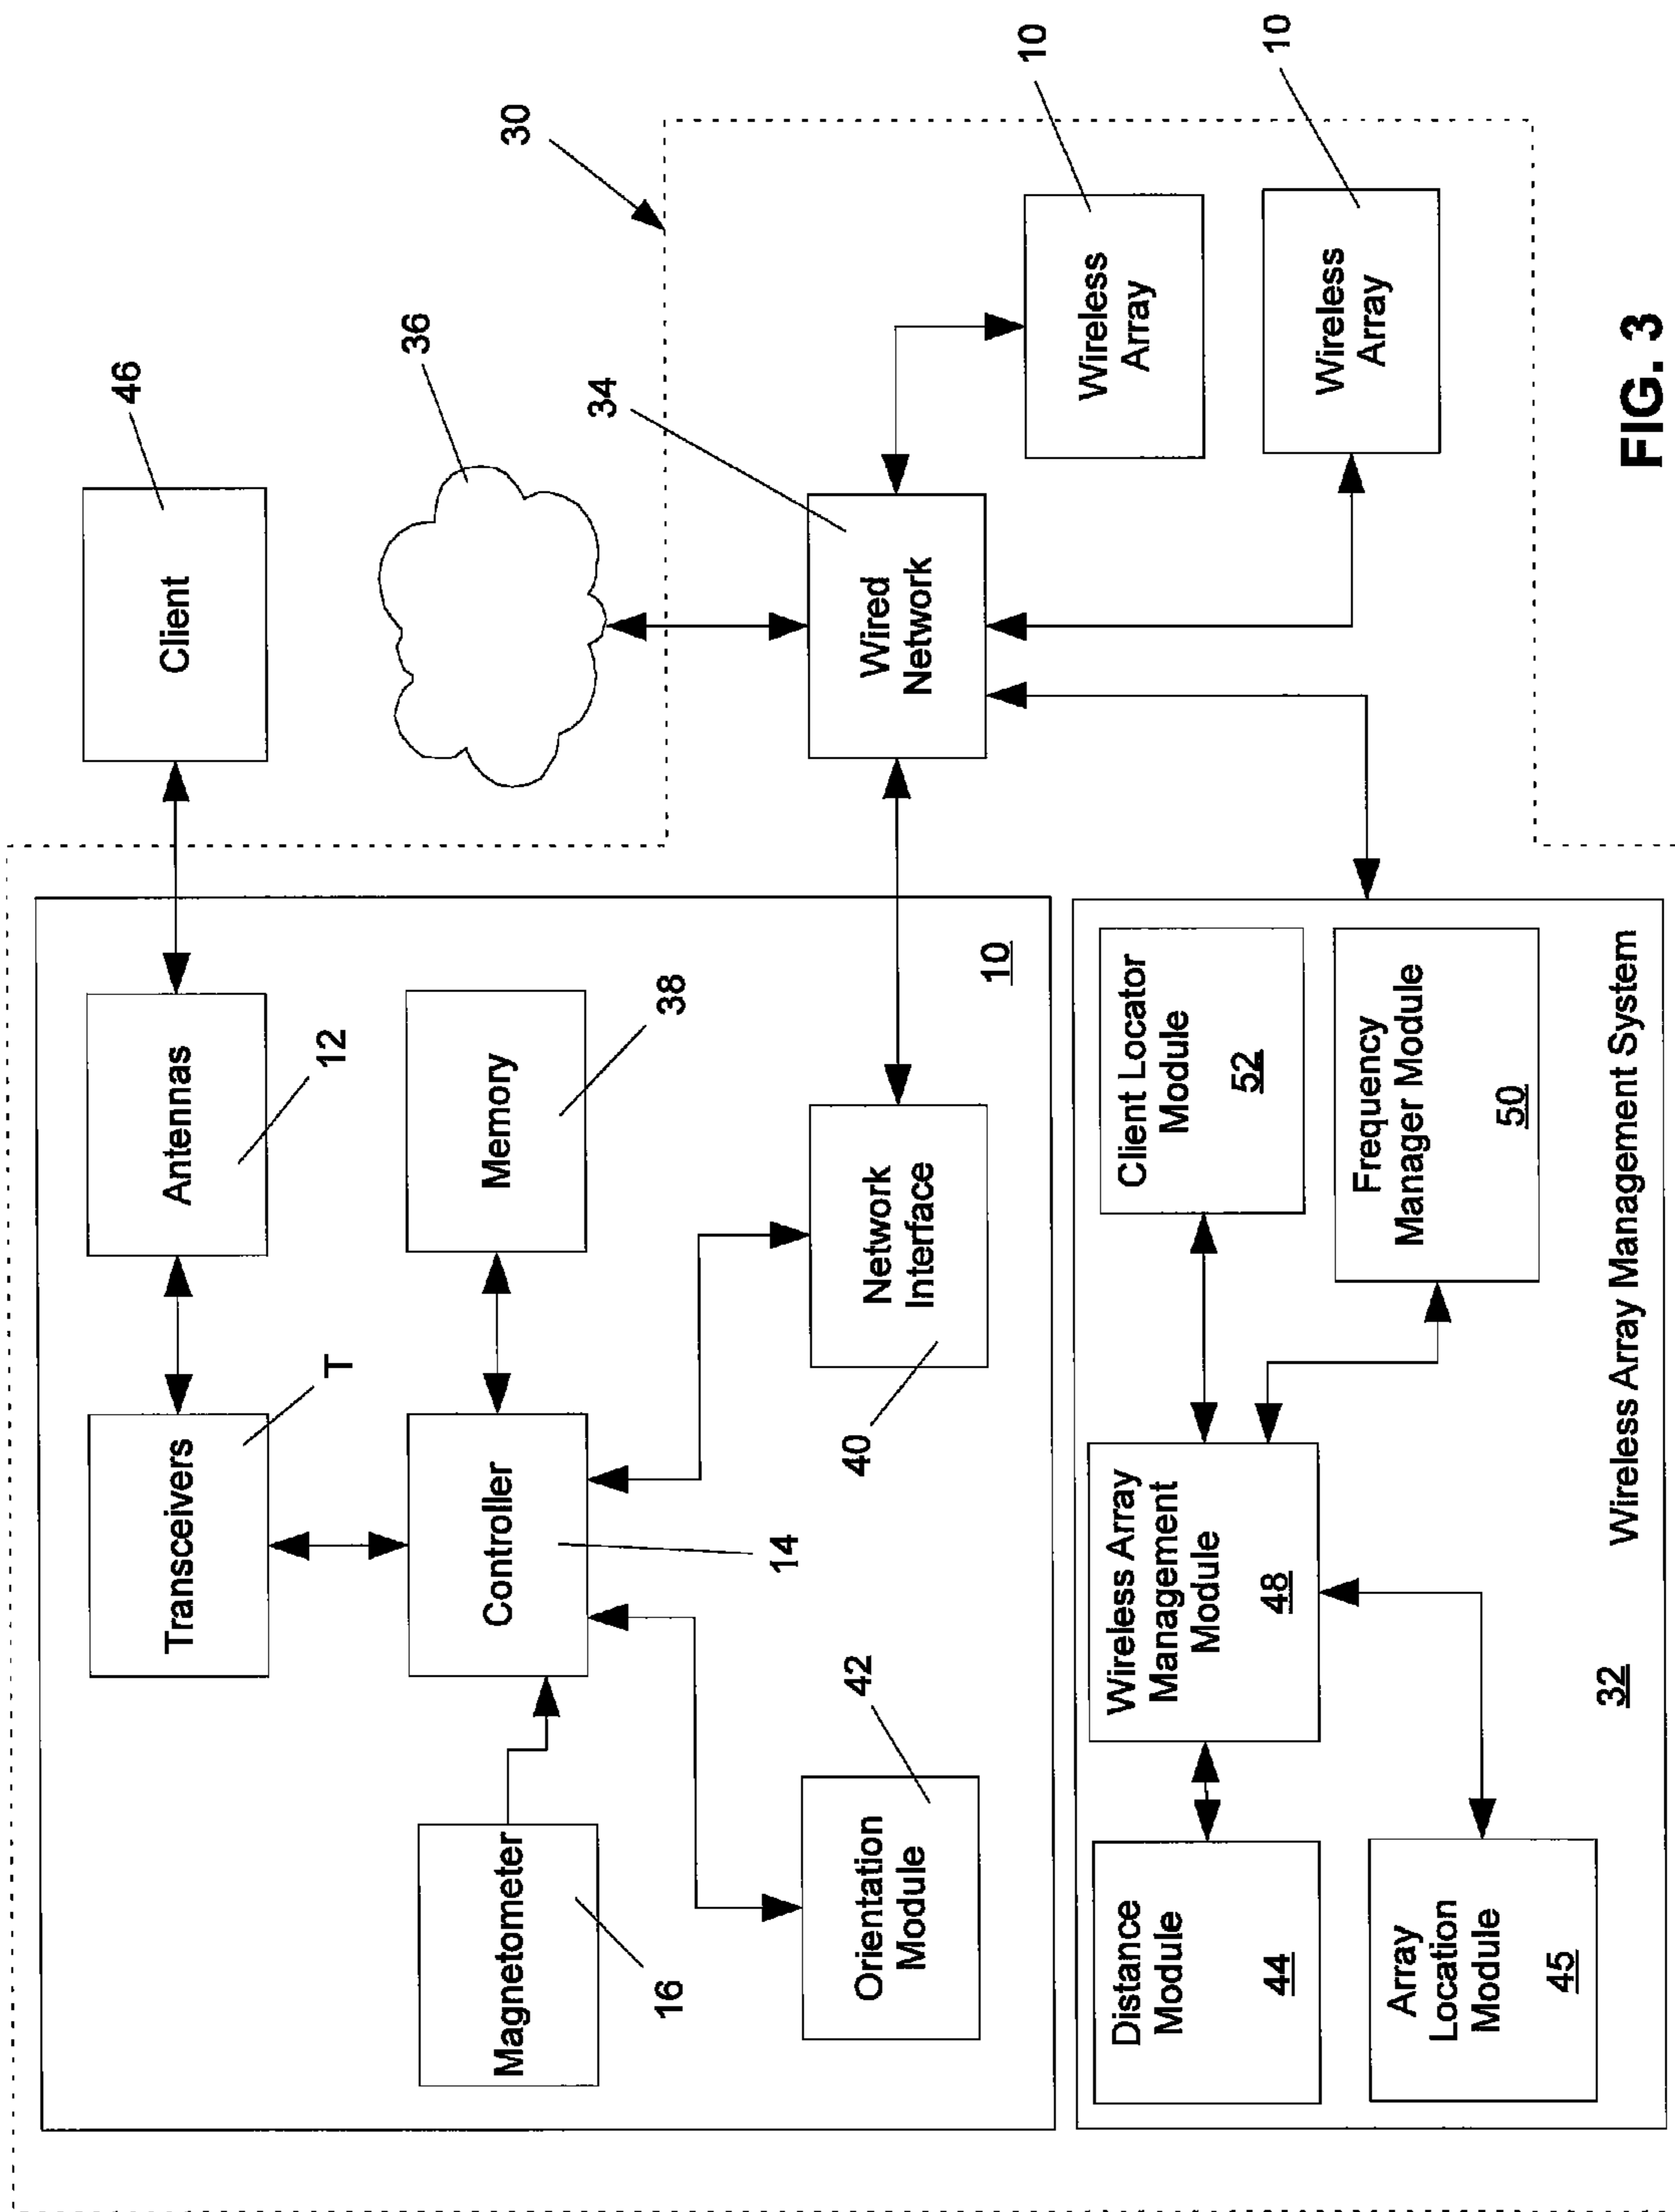 Transceivers
T
Antennas
12
Client
46
Magnetometer
16
Controller
14
Memory
38
36
30
Orientation
Module
42
Network
Interface
40
10
Wired
Network
34
Wireless
Array
10
Wireless
Array
10
Distance
Module
44
Wireless Array
Management
Module
48
Client Locator
Module
52
Array
Location
Module
45
Frequency
Manager Module
50
32
Wireless Array Management System
FIG. 3